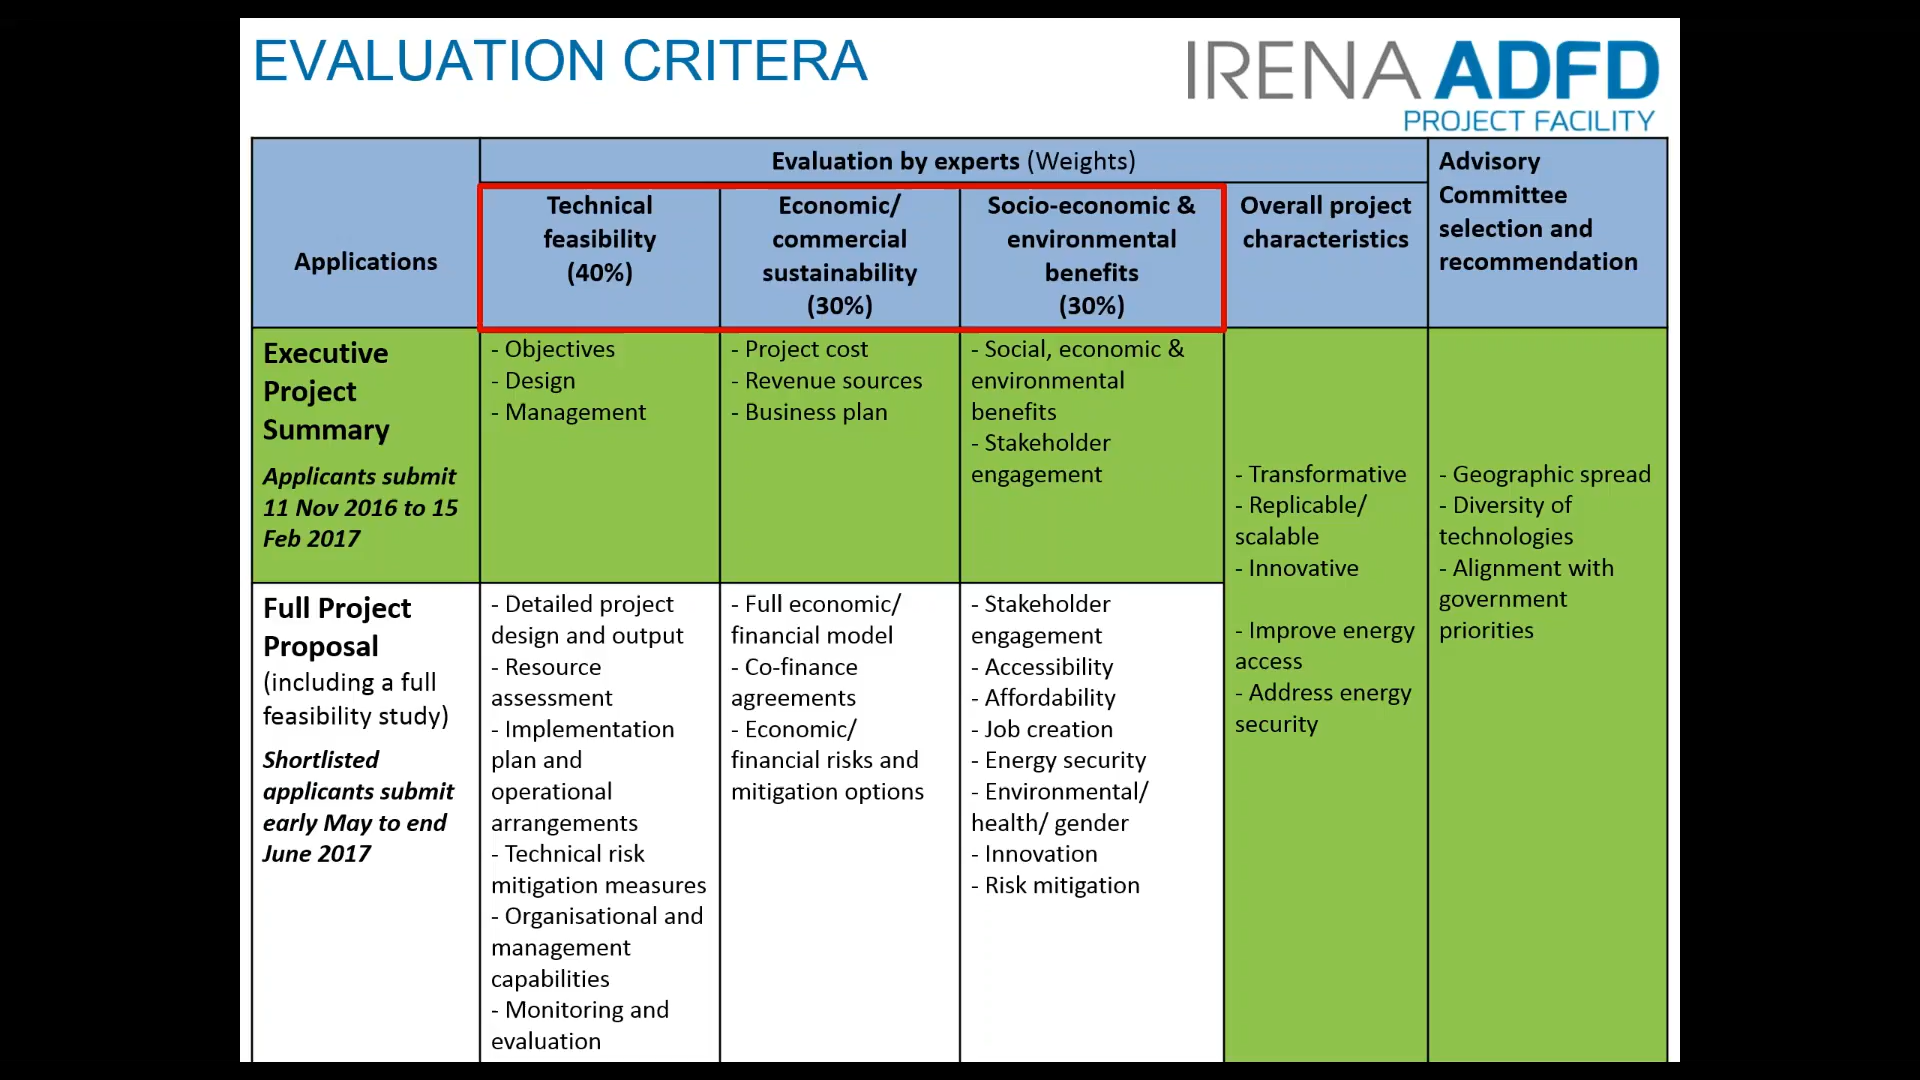 EVALUATION CRITERA
IRENA ADFD
PROJECT FACILITY
Applications
Evaluation by experts (Weights)
Technical
feasibility
(40%)
Economic/
commercial
sustainability
(30%)
Socio-economic &
environmental
benefits
(30%)
Overall project
characteristics
Advisory
Committee
selection and
recommendation
Executive
Project
Summary
Applicants submit
11 Nov 2016 to 15
Feb 2017
- Objectives
- Design
- Management
- Project cost
- Revenue sources
- Business plan
- Social, economic &
environmental
benefits
- Stakeholder
engagement
- Transformative
- Replicable/
scalable
- Innovative
- Improve energy
access
- Address energy
security
- Geographic spread
- Diversity of
technologies
- Alignment with
government
priorities
Full Project
Proposal
(including a full
feasibility study)
Shortlisted
applicants submit
early May to end
June 2017
- Detailed project
design and output
- Resource
assessment
- Implementation
plan and
operational
arrangements
- Technical risk
mitigation measures
- Organisational and
management
capabilities
- Monitoring and
evaluation
- Full economic/
financial model
- Co-finance
agreements
- Economic/
financial risks and
mitigation options
- Stakeholder
engagement
- Accessibility
- Affordability
- Job creation
- Energy security
- Environmental/
health/ gender
- Innovation
- Risk mitigation